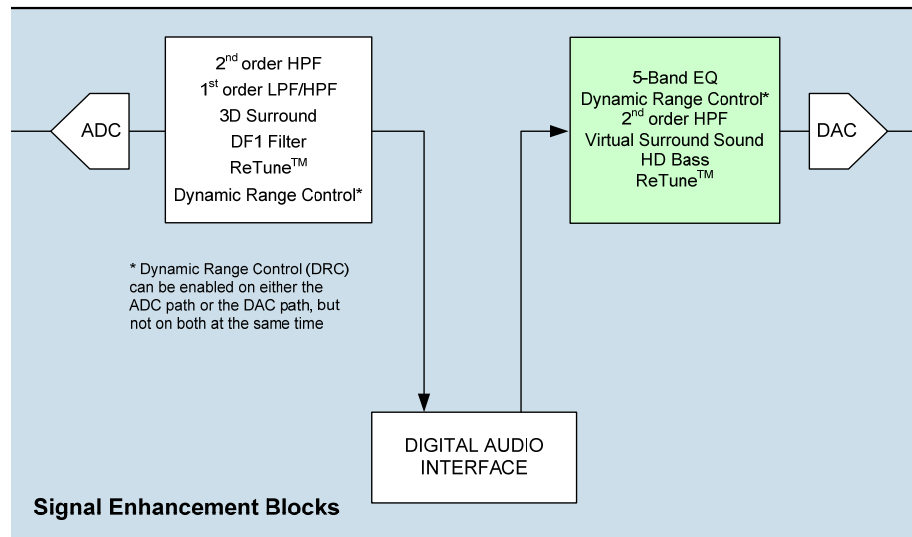 ADC
2nd order HPF
1st order LPF/HPF
3D Surround
DF1 Filter
ReTune™
Dynamic Range Control*
5-Band EQ
Dynamic Range Control*
2nd order HPF
Virtual Surround Sound
HD Bass
ReTune™
DAC
* Dynamic Range Control (DRC)
can be enabled on either the
ADC path or the DAC path, but
not on both at the same time
DIGITAL AUDIO
INTERFACE
Signal Enhancement Blocks